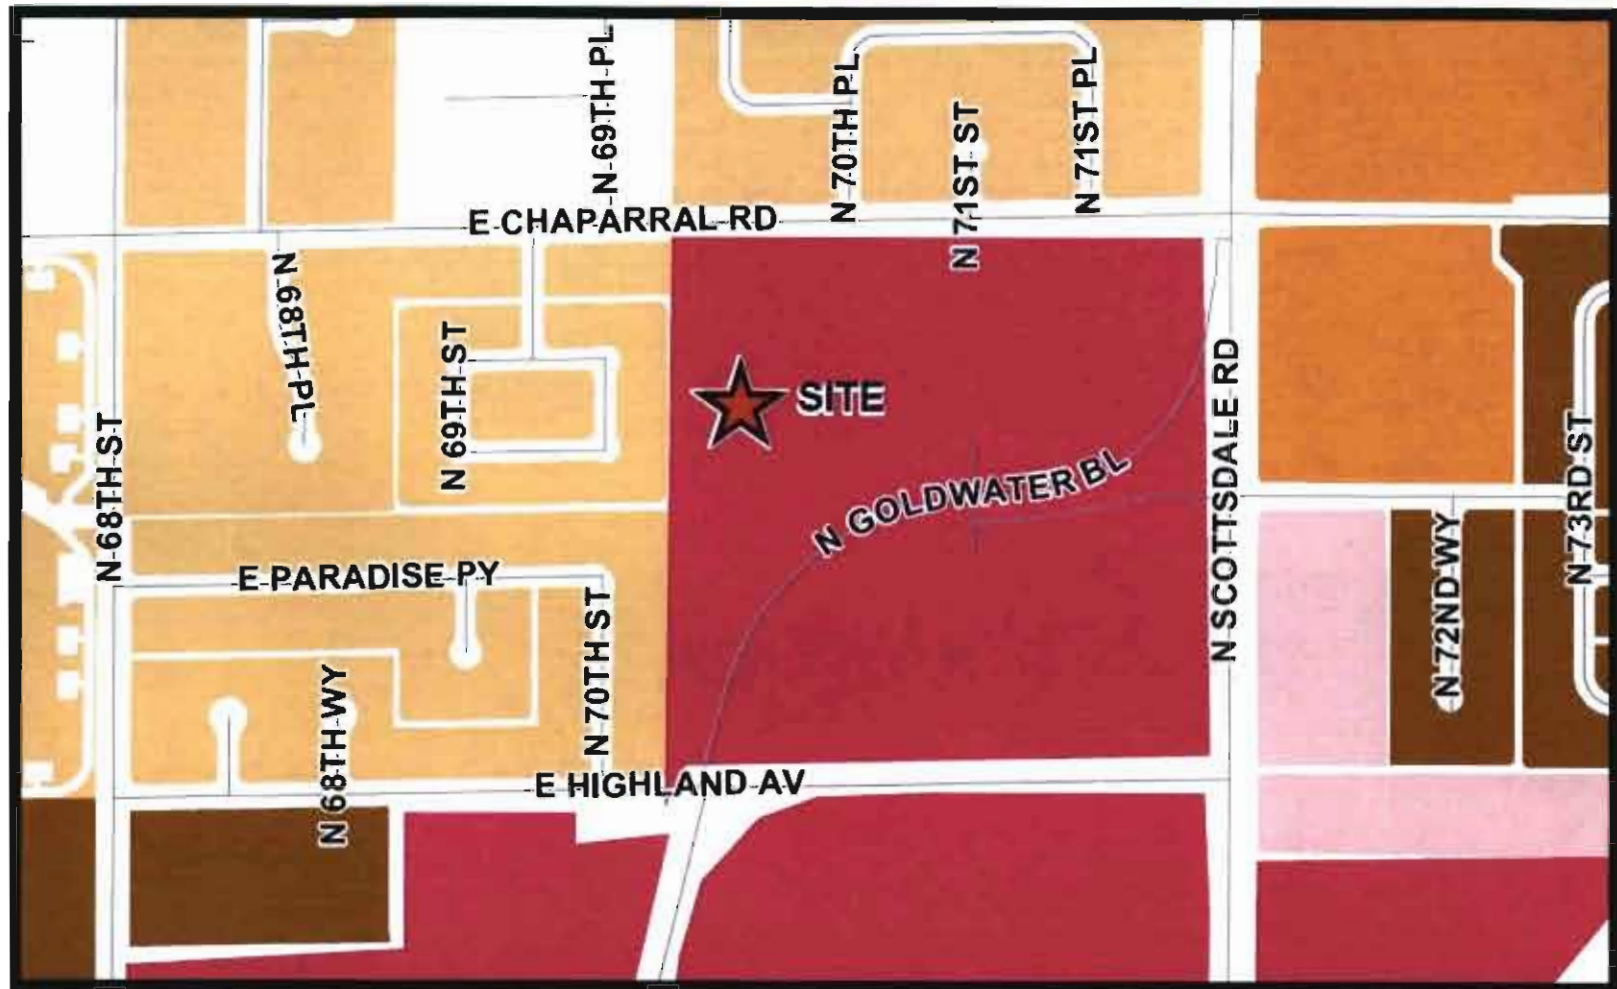 N 69TH PL
N 70TH PL
N 71ST ST
N 71ST PL
E CHAPARRAL RD
N 68TH PL
N 69TH ST
SITE
N 68TH ST
N GOLDWATER BL
N SCOTTSDALE RD
N 73RD ST
N 72ND WY
E PARADISE PY
N 70TH ST
N 68TH WY
E HIGHLAND AV